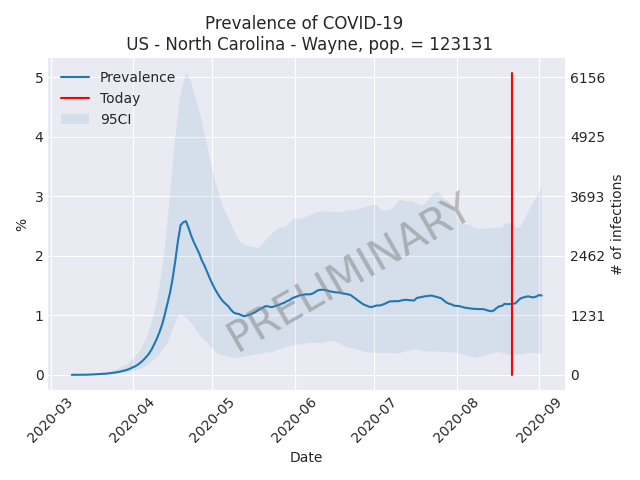 Prevalence of COVID-19
US - North Carolina - Wayne, pop. = 123131
Prevalence
Today
95CI
5
4
3
2
1
0
%
6156
4925
3693
2462
1231
0
# of infections
PRELIMINARY
2020-03
2020-04
2020-05
2020-06
2020-07
2020-08
2020-09
Date